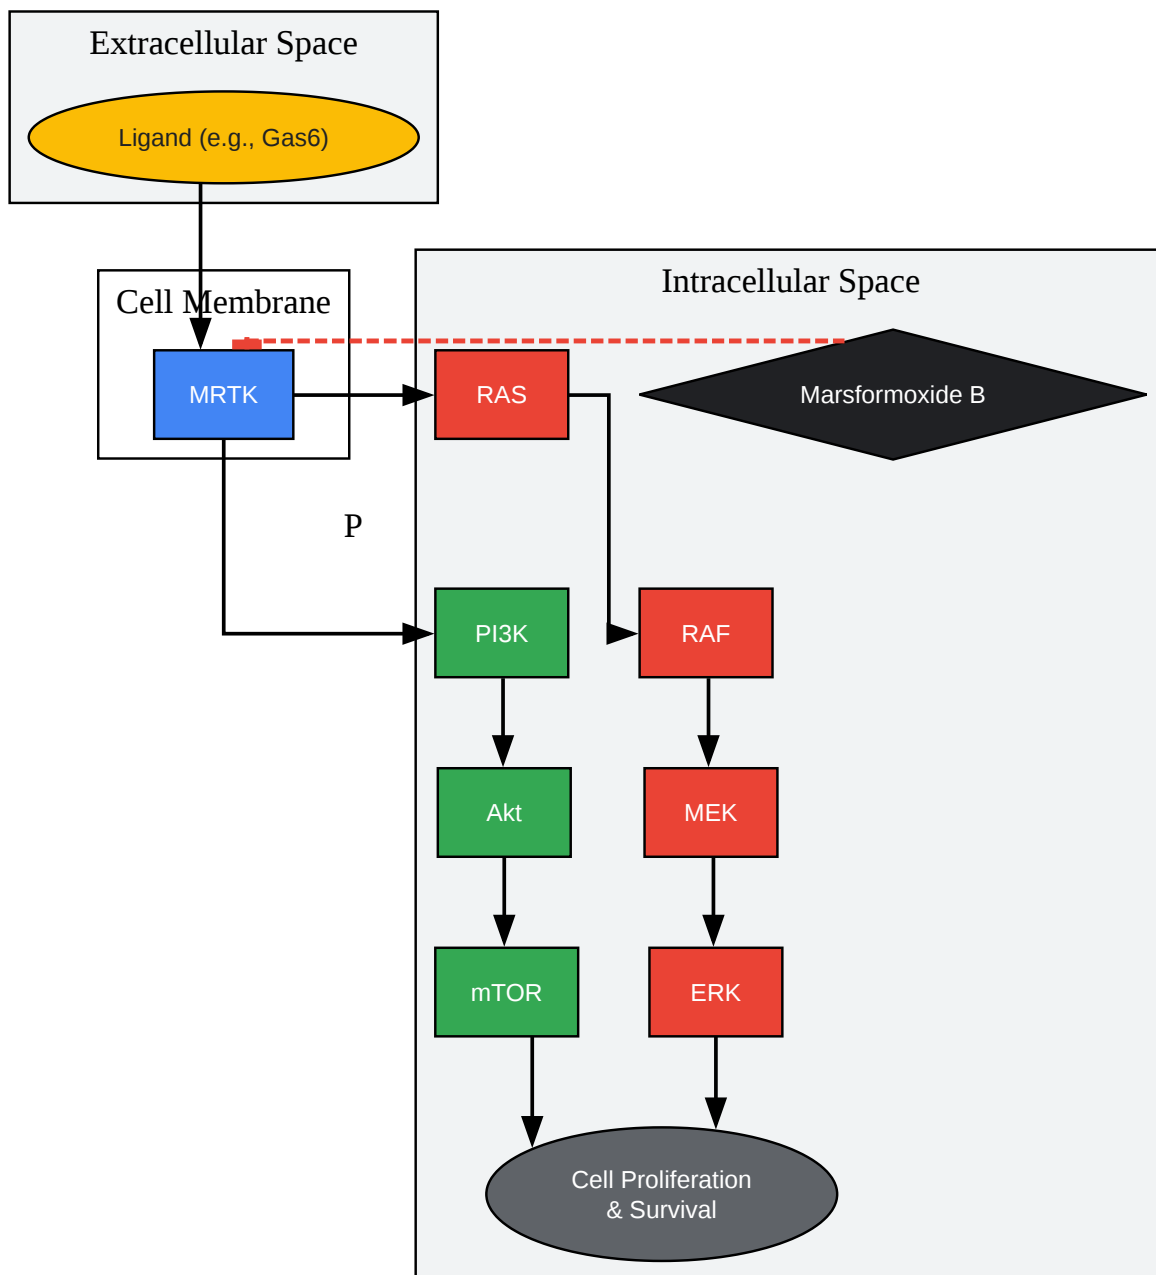 Extracellular Space
Ligand (e.g., Gas6)
Cell Membrane
Intracellular Space
MRTK
RAS
Marsformoxide B
P
PI3K
RAF
Akt
MEK
mTOR
ERK
Cell Proliferation
& Survival